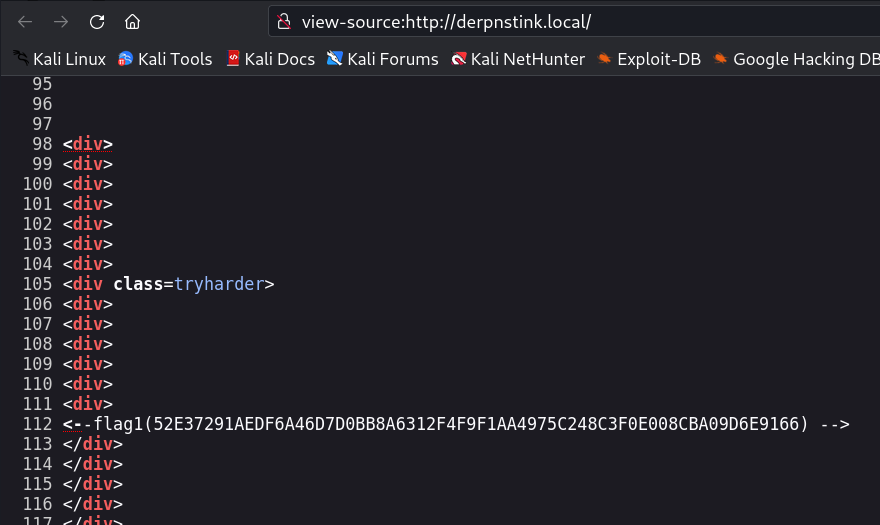 view-source:http://derpnstink.local/
Kali Linux Kali Tools Kali Docs Kali Forums Kali NetHunter Exploit-DB Google Hacking DB
95
96
97
98 <div>
99 <div>
100 <div>
101 <div>
102 <div>
103 <div>
104 <div>
105 <div class=tryharder>
106 <div>
107 <div>
108 <div>
109 <div>
110 <div>
111 <div>
112 <--flag1(52E37291AEDF6A46D7D0BB8A6312F4F9F1AA4975C248C3F0E008CBA09D6E9166) -->
113 </div>
114 </div>
115 </div>
116 </div>
117 </div>